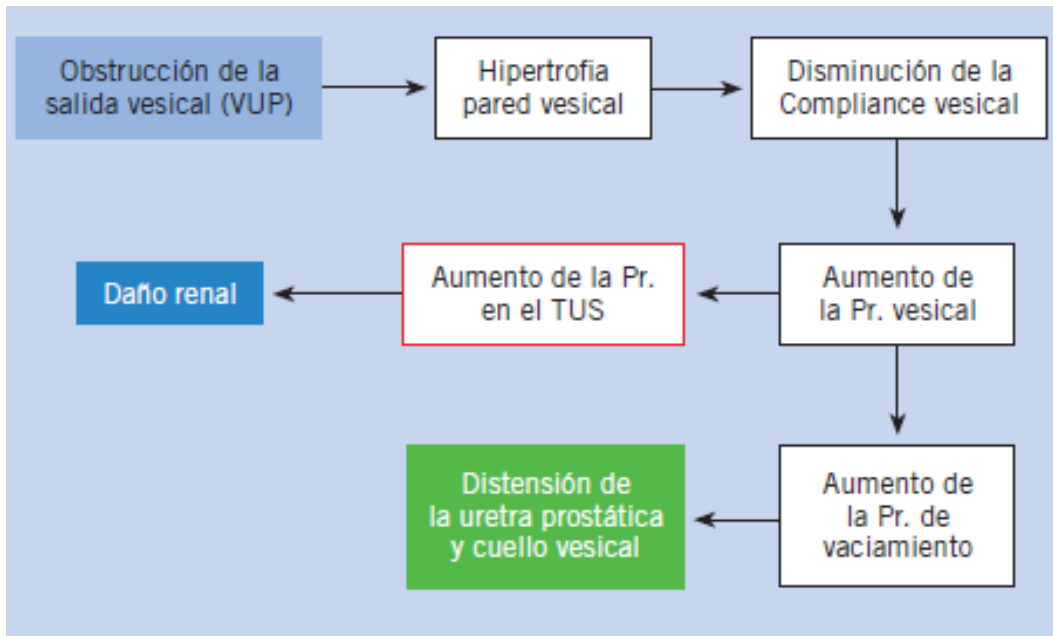 Obstrucción de la
salida vesical (VUP)
Hipertrofia
pared vesical
Disminución de la
Compliance vesical
Daño renal
Aumento de la Pr.
en el TUS
Aumento de
la Pr. vesical
Distensión de
la uretra prostática
y cuello vesical
Aumento de
la Pr. de
vaciamiento